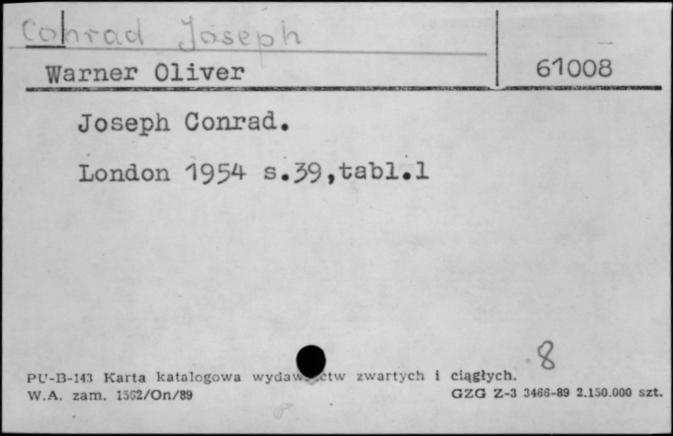 Conrad Joseph
Warner Oliver 61008
Joseph Conrad.
London 1954 s.39,tabl.1
8
PU-B-143 Karta katalogowa wydawnictw zwartych i ciągłych.
W.A. zam. 1562/On/89 GZG Z-3 3466-89 2.150.000 szt.